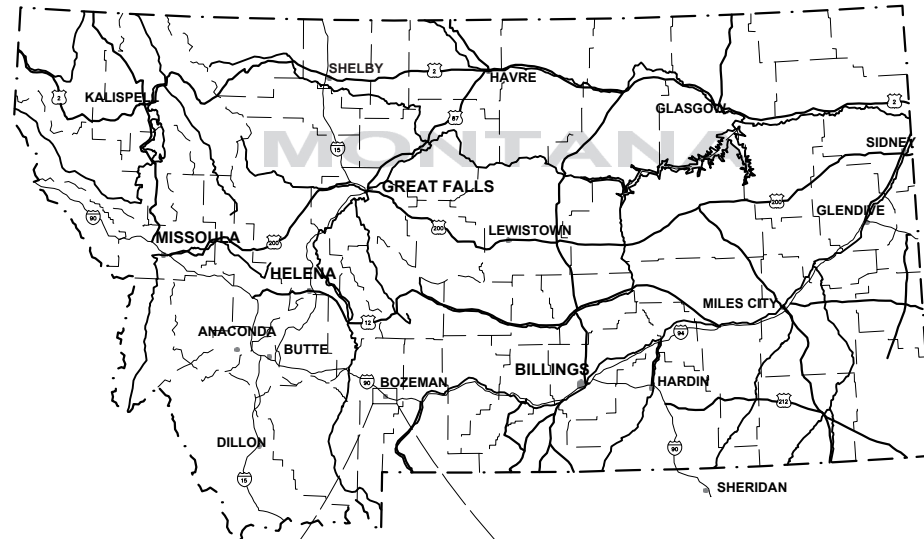 SHELBY
2
HAVRE
KALISPELL
2
GLASGOW
2
87
MONTANA
15
SIDNEY
GREAT FALLS
200
GLENDIVE
90
MISSOULA
200
200
LEWISTOWN
HELENA
MILES CITY
12
ANACONDA
94
BUTTE
BILLINGS
90
BOZEMAN
HARDIN
212
DILLON
90
15
SHERIDAN